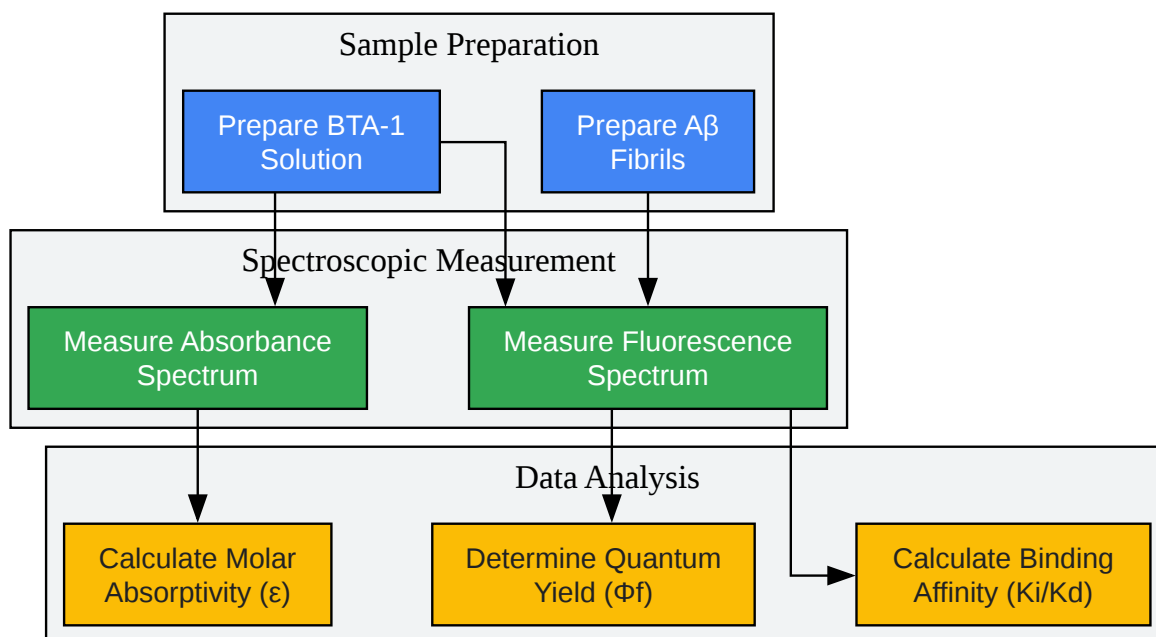 Sample Preparation
Prepare BTA-1
Solution
Prepare Aβ
Fibrils
Spectroscopic Measurement
Measure Absorbance
Spectrum
Measure Fluorescence
Spectrum
Data Analysis
Calculate Molar
Absorptivity (ε)
Determine Quantum
Yield (Φf)
Calculate Binding
Affinity (Ki/Kd)